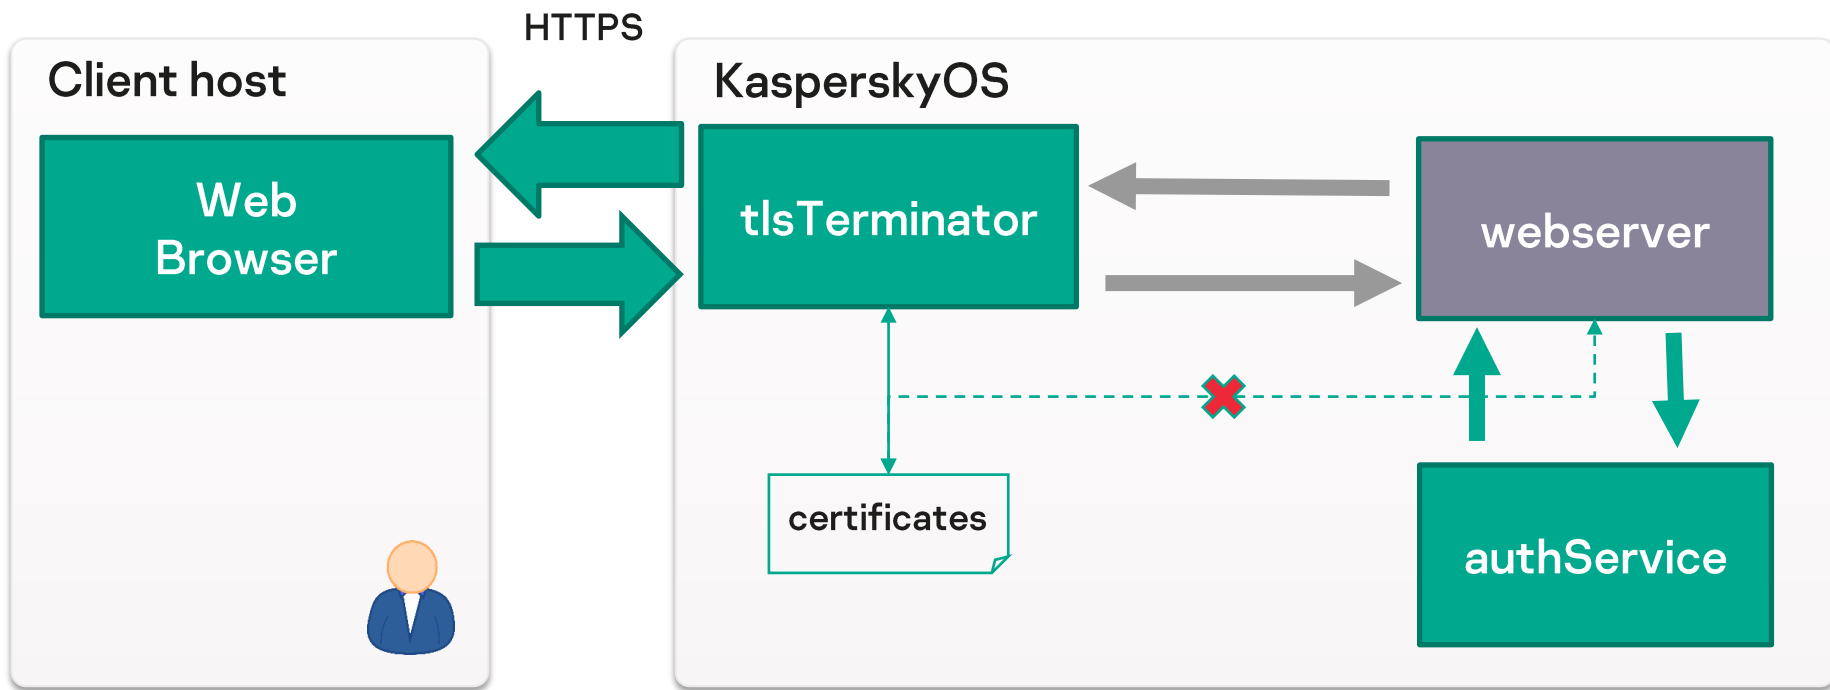 HTTPS
Client host
KasperskyOS
Web
Browser
tlsTerminator
webserver
certificates
authService